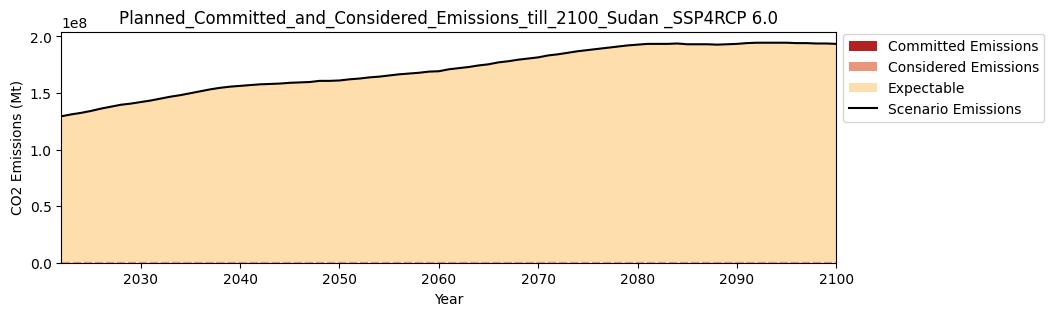 Planned_Committed_and_Considered_Emissions_till_2100_Sudan _SSP4RCP 6.0
1e8
2.0
1.5
1.0
0.5
0.0
CO2 Emissions (Mt)
2030 2040 2050 2060 2070 2080 2090 2100
Year
Committed Emissions
Considered Emissions
Expectable
Scenario Emissions